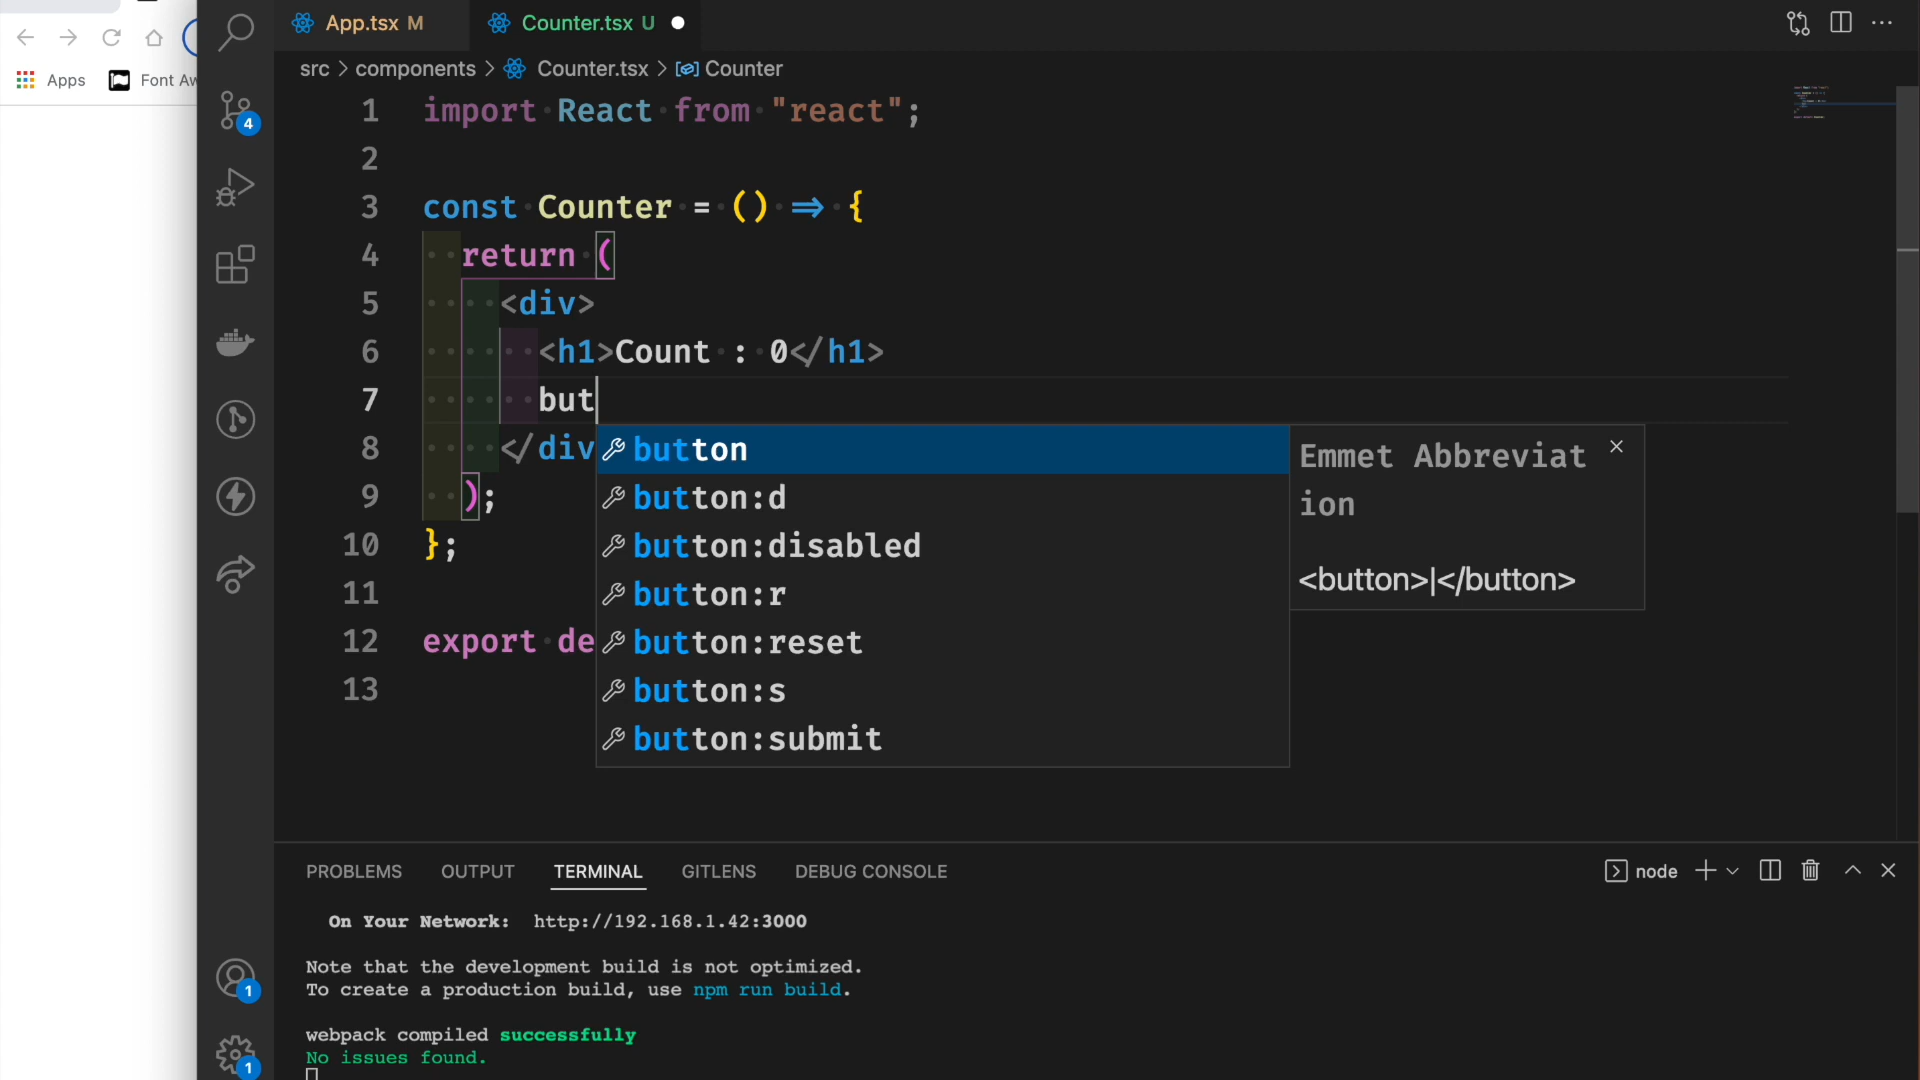 App.tsx M
Counter.tsx U
Apps
Font Aw
src > components > Counter.tsx > Counter
1 import React from "react";
2
3 const Counter = () => {
4 return (
5 <div>
6 <h1>Count : 0</h1>
7 but
8 </div
9 );
10 };
11
12 export de
13
button
button:d
button:disabled
button:r
button:reset
button:s
button:submit
Emmet Abbreviat
ion
<button>|</button>
4
1
1
PROBLEMS OUTPUT TERMINAL GITLENS DEBUG CONSOLE
node
On Your Network: http://192.168.1.42:3000
Note that the development build is not optimized.
To create a production build, use npm run build.
webpack compiled successfully
No issues found.